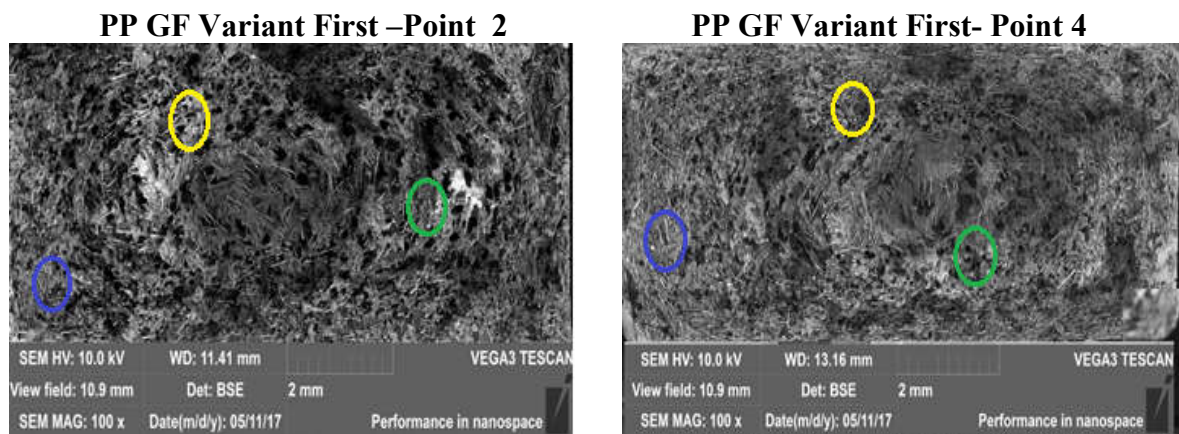 PP GF Variant First –Point 2
SEM HV: 10.0 kV WD: 11.41 mm VEGA3 TESCAN
View field: 10.9 mm Det: BSE 2 mm
SEM MAG: 100 x Date(m/d/y): 05/11/17 Performance in nanospace
PP GF Variant First- Point 4
SEM HV: 10.0 kV WD: 13.16 mm VEGA3 TESCAN
View field: 10.9 mm Det: BSE 2 mm
SEM MAG: 100 x Date(m/d/y): 05/11/17 Performance in nanospace